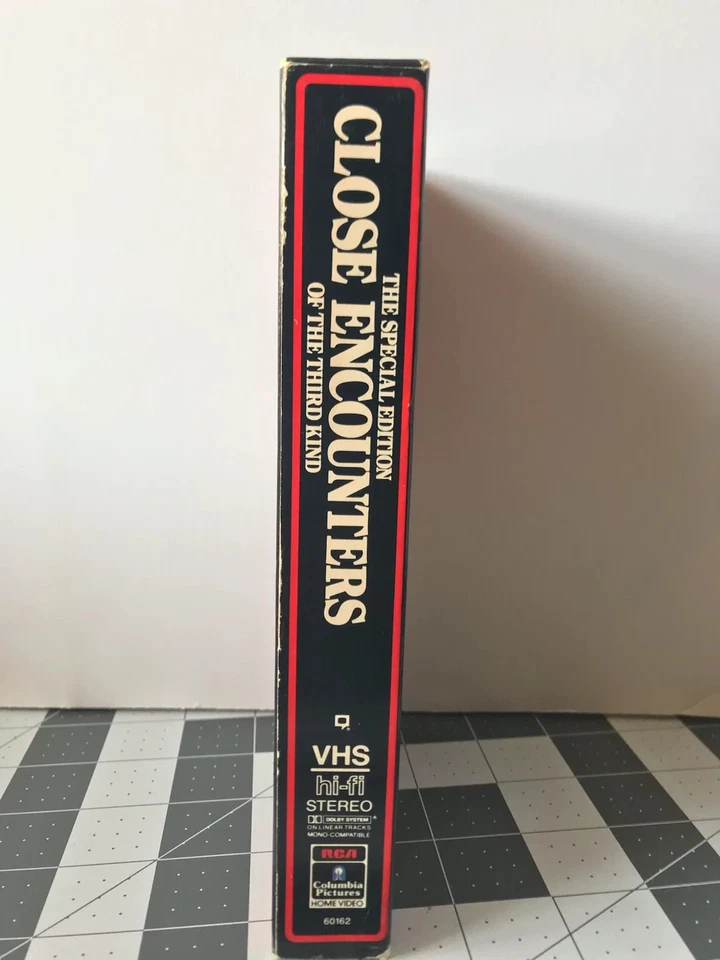 THE SPECIAL EDITION
CLOSE ENCOUNTERS
OF THE THIRD KIND
VHS
hi-fi
STEREO
DOLBY SYSTEM ®
ON LINEAR TRACKS
MONO-COMPATIBLE
RCA
Columbia
Pictures
HOME VIDEO
60162